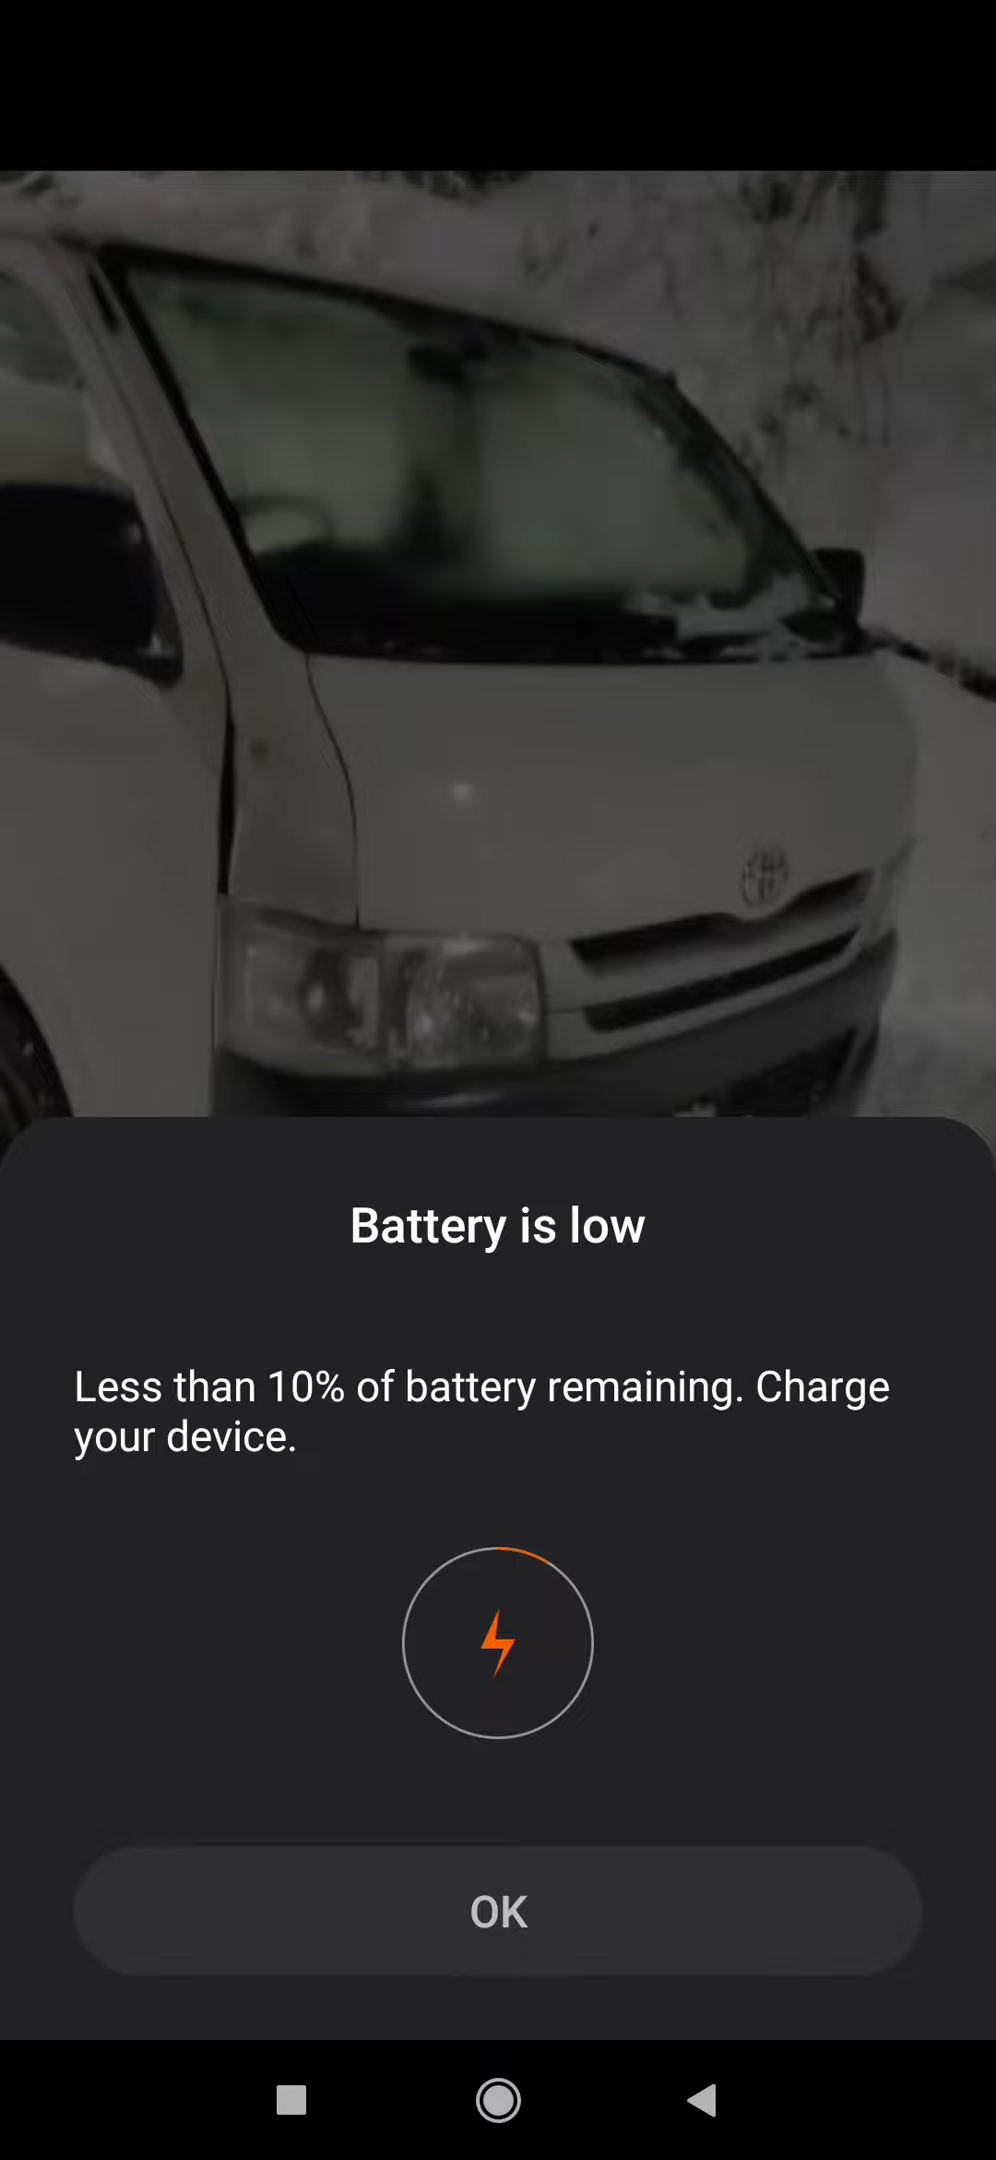 Battery is low
Less than 10% of battery remaining. Charge
your device.
OK